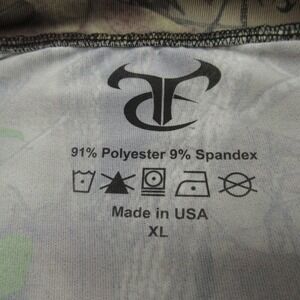 91% Polyester 9% Spandex
Made in USA
XL